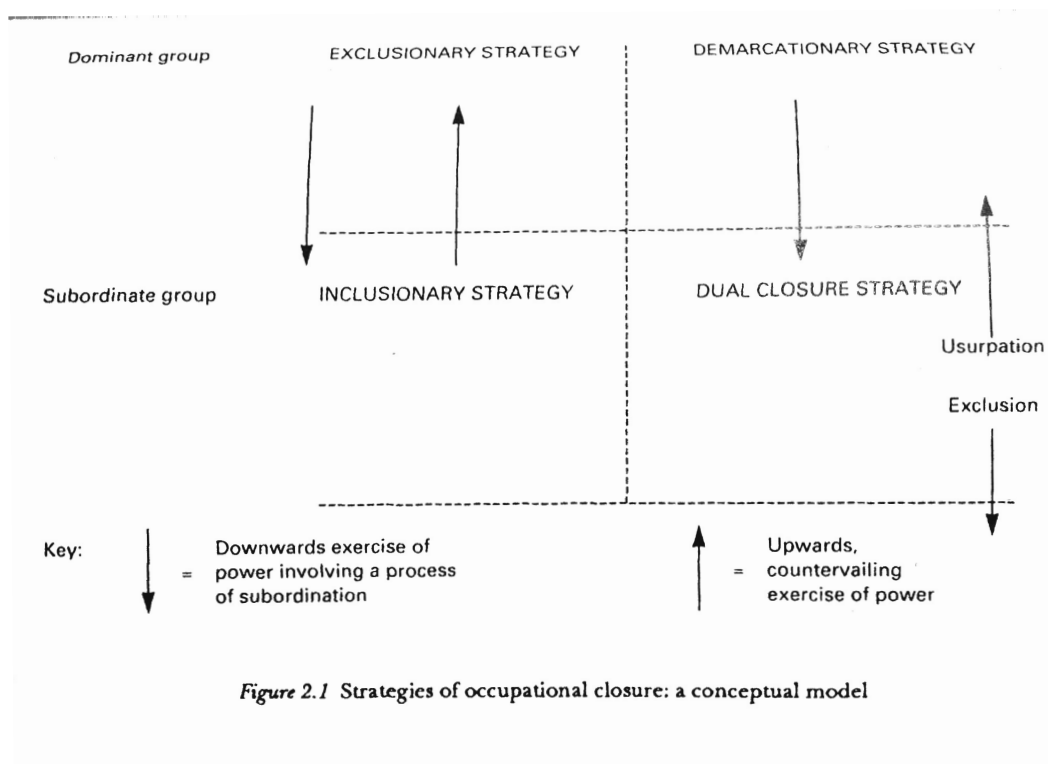 Dominant group
EXCLUSIONARY STRATEGY
DEMARCATIONARY STRATEGY
Subordinate group
INCLUSIONARY STRATEGY
DUAL CLOSURE STRATEGY
Usurpation
Exclusion
Key:
= Downwards exercise of
power involving a process
of subordination
= Upwards,
countervailing
exercise of power
Figure 2.1 Strategies of occupational closure: a conceptual model